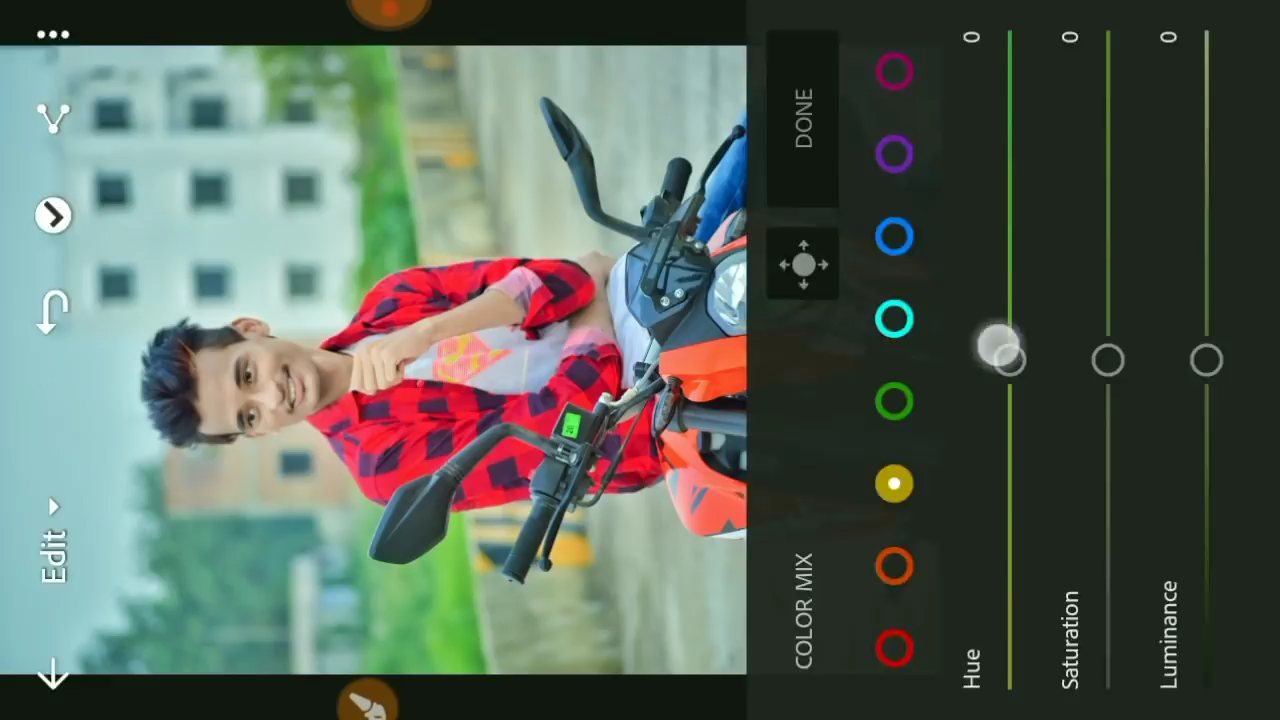 Edit
COLOR MIX
DONE
Hue
0
Saturation
0
Luminance
0